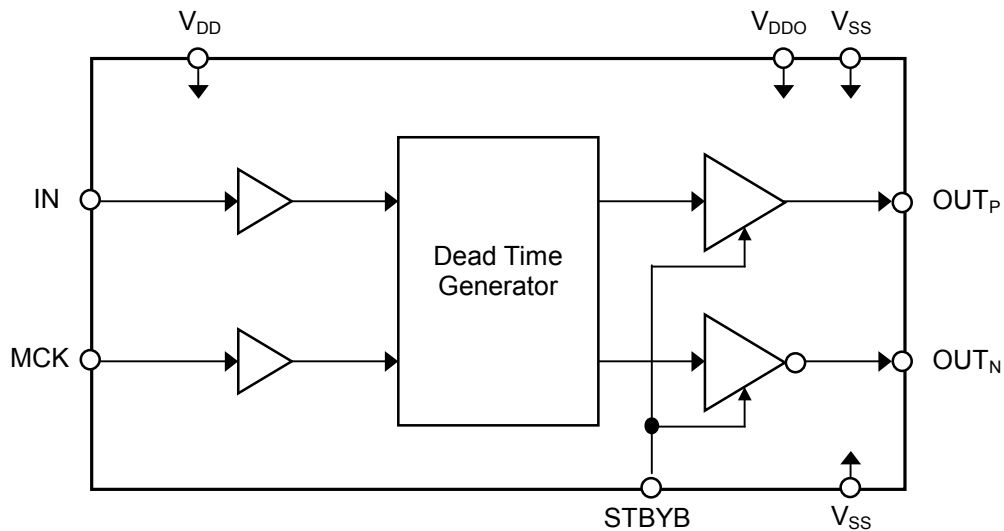 VDD
VDDO
VSS
IN
OUTP
Dead Time
Generator
MCK
OUTN
STBYB
VSS